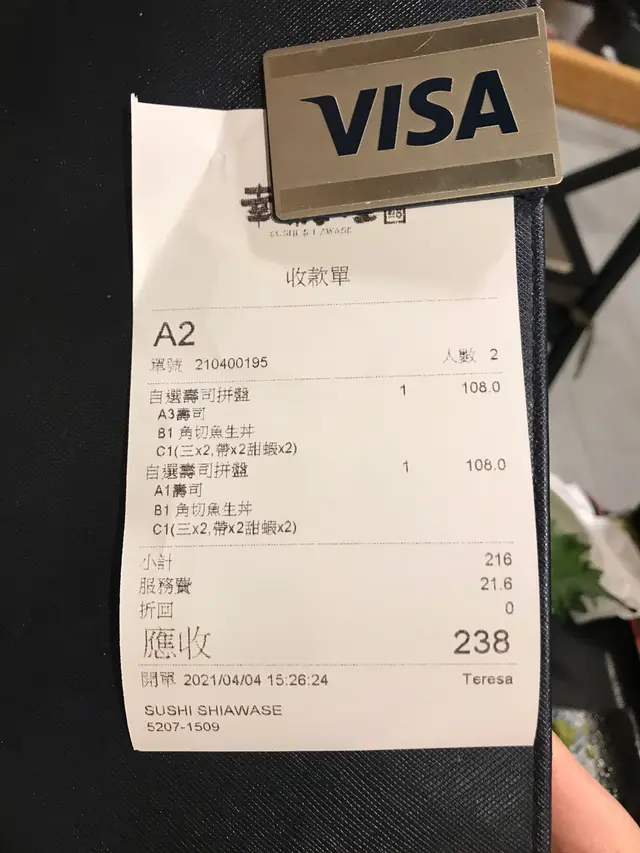 VISA
SUSHI SHIAWASE
收款單
A2
單號 210400195 人數 2
自選壽司拼盤 1 108.0
A3壽司
B1 角切魚生丼
C1(三x2,帶x2甜蝦x2)
自選壽司拼盤 1 108.0
A1壽司
B1 角切魚生丼
C1(三x2,帶x2甜蝦x2)
小計 216
服務費 21.6
折回 0
應收 238
開單 2021/04/04 15:26:24 Teresa
SUSHI SHIAWASE
5207-1509